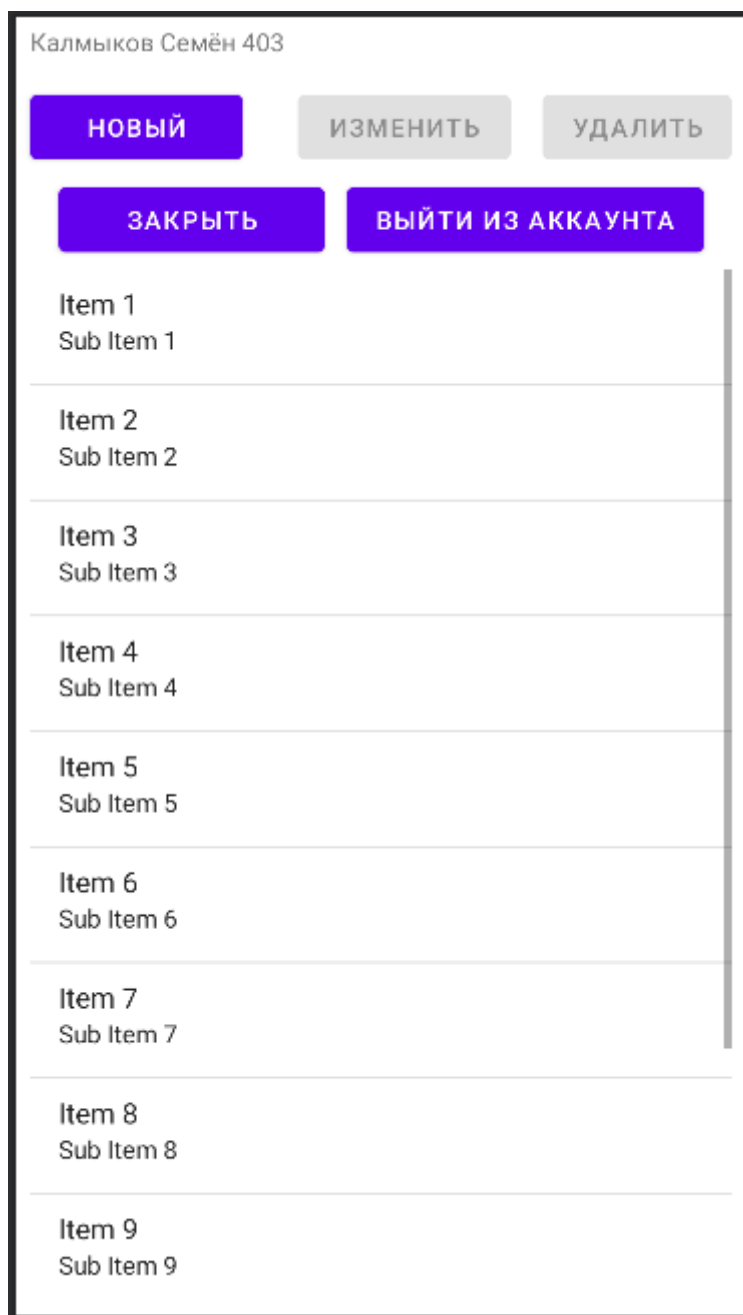 Калмыков Семён 403
НОВЫЙ ИЗМЕНИТЬ УДАЛИТЬ
ЗАКРЫТЬ ВЫЙТИ ИЗ АККАУНТА
Item 1
Sub Item 1
Item 2
Sub Item 2
Item 3
Sub Item 3
Item 4
Sub Item 4
Item 5
Sub Item 5
Item 6
Sub Item 6
Item 7
Sub Item 7
Item 8
Sub Item 8
Item 9
Sub Item 9